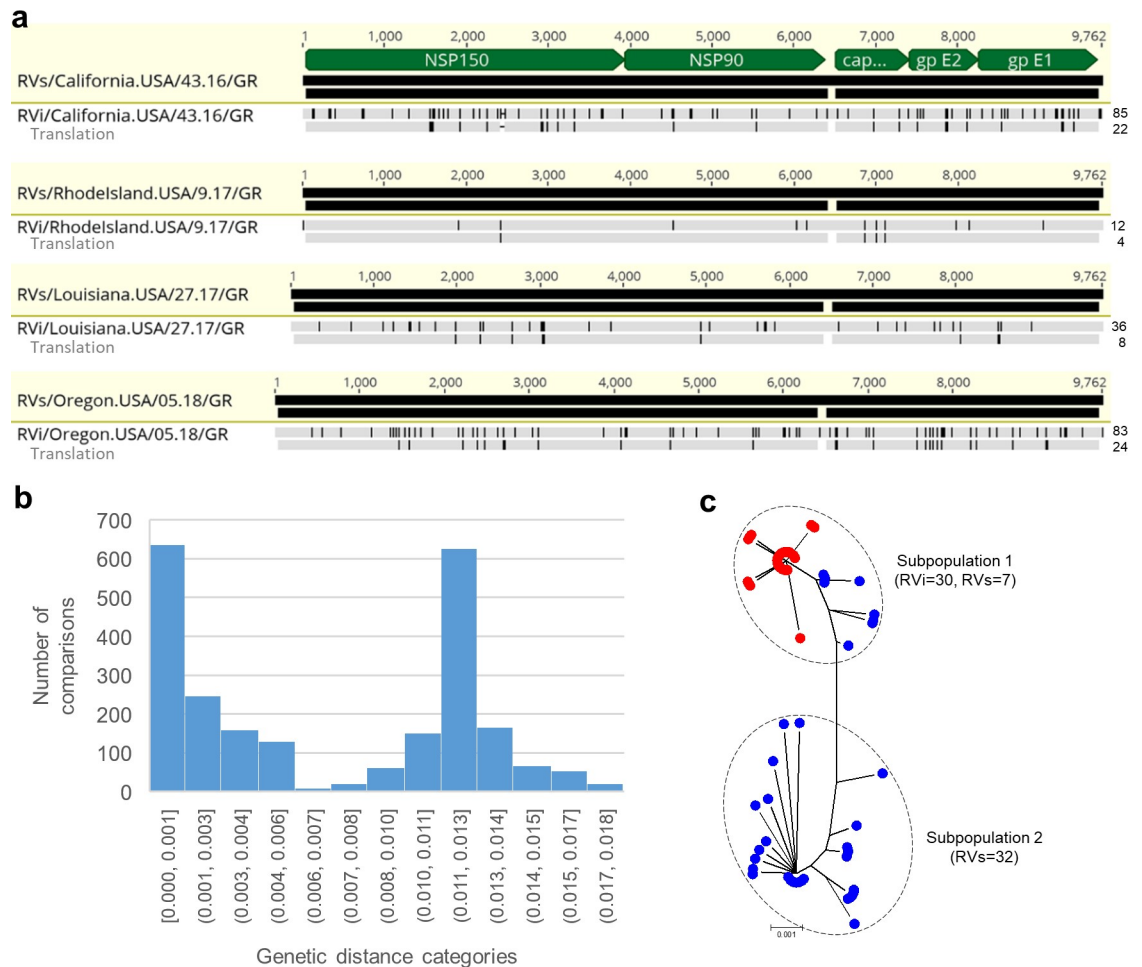 a
1 1,000 2,000 3,000 4,000 5,000 6,000 7,000 8,000 9,762
NSP150 NSP90 cap... gp E2 gp E1
RVs/California.USA/43.16/GR
RVi/California.USA/43.16/GR 85
Translation 22
1 1,000 2,000 3,000 4,000 5,000 6,000 7,000 8,000 9,762
RVs/RhodeIsland.USA/9.17/GR
RVi/RhodeIsland.USA/9.17/GR 12
Translation 4
1 1,000 2,000 3,000 4,000 5,000 6,000 7,000 8,000 9,762
RVs/Louisiana.USA/27.17/GR
RVi/Louisiana.USA/27.17/GR 36
Translation 8
1 1,000 2,000 3,000 4,000 5,000 6,000 7,000 8,000 9,762
RVs/Oregon.USA/05.18/GR
RVi/Oregon.USA/05.18/GR 83
Translation 24
b
Number of
comparisons
700
600
500
400
300
200
100
0
[0.000, 0.001]
(0.001, 0.003]
(0.003, 0.004]
(0.004, 0.006]
(0.006, 0.007]
(0.007, 0.008]
(0.008, 0.010]
(0.010, 0.011]
(0.011, 0.013]
(0.013, 0.014]
(0.014, 0.015]
(0.015, 0.017]
(0.017, 0.018]
Genetic distance categories
c
Subpopulation 1
(RVi=30, RVs=7)
Subpopulation 2
(RVs=32)
0.001